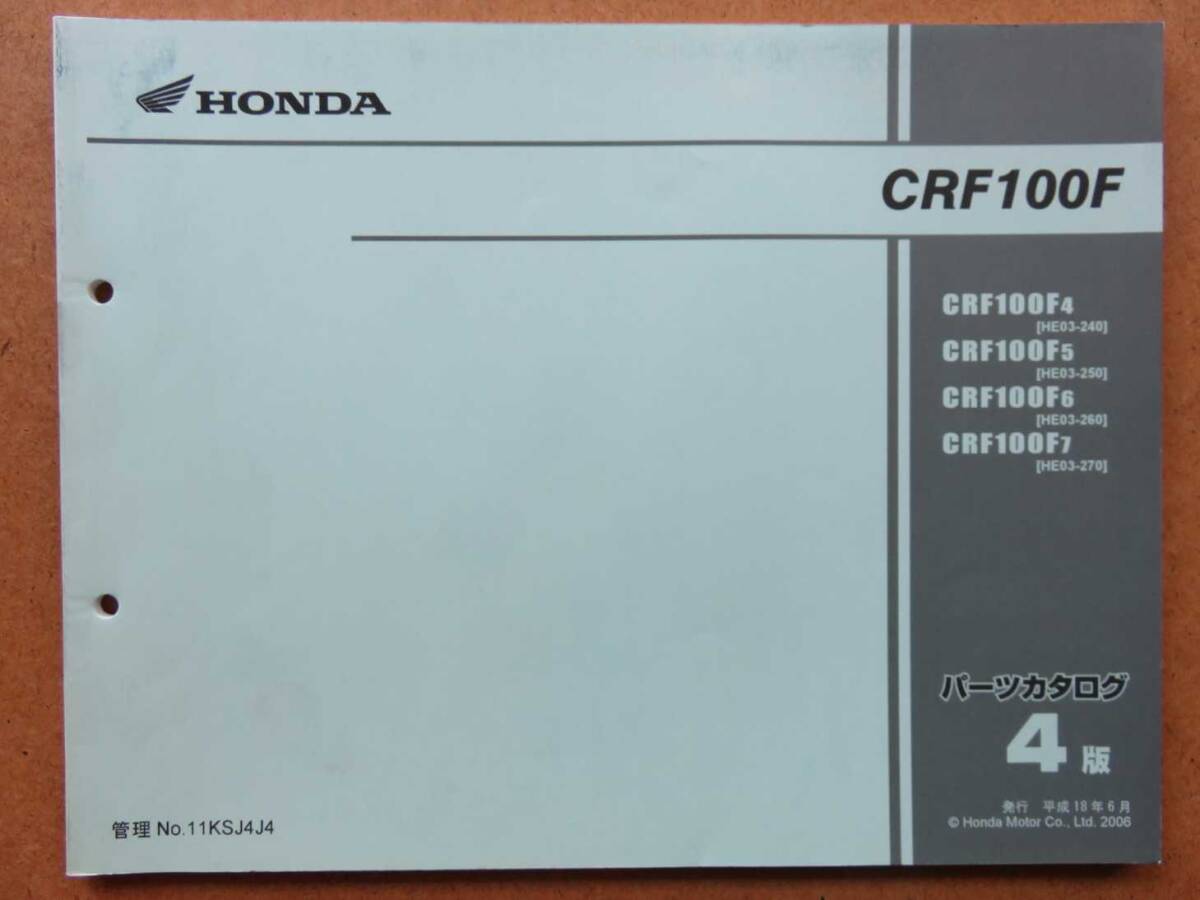 HONDA
CRF100F
CRF100F4
[HE03-240]
CRF100F5
[HE03-250]
CRF100F6
[HE03-260]
CRF100F7
[HE03-270]
パーツカタログ
4版
発行 平成18年6月
© Honda Motor Co., Ltd. 2006
管理 No.11KSJ4J4